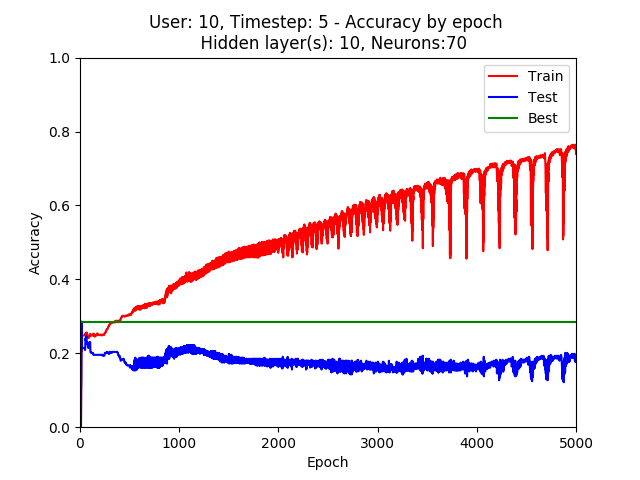 User: 10, Timestep: 5 - Accuracy by epoch
Hidden layer(s): 10, Neurons:70
Train
Test
Best
1.0
0.8
0.6
0.4
0.2
0.0
Accuracy
0
1000
2000
3000
4000
5000
Epoch